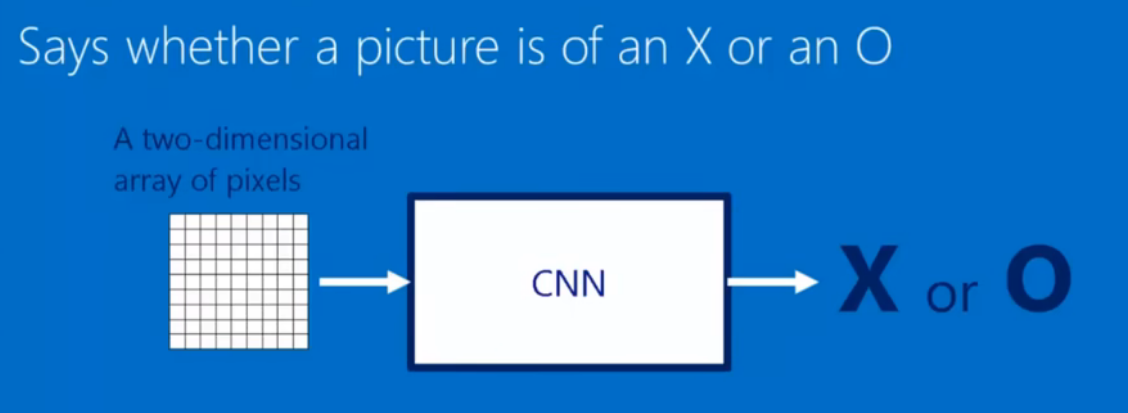 Says whether a picture is of an X or an O
A two-dimensional
array of pixels
CNN
X or O